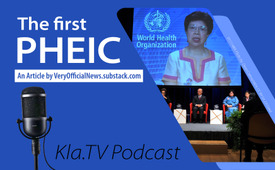 The first
PHEIC
An Article by VeryOfficialNews.substack.com
World Health
Organization
Kla.TV Podcast